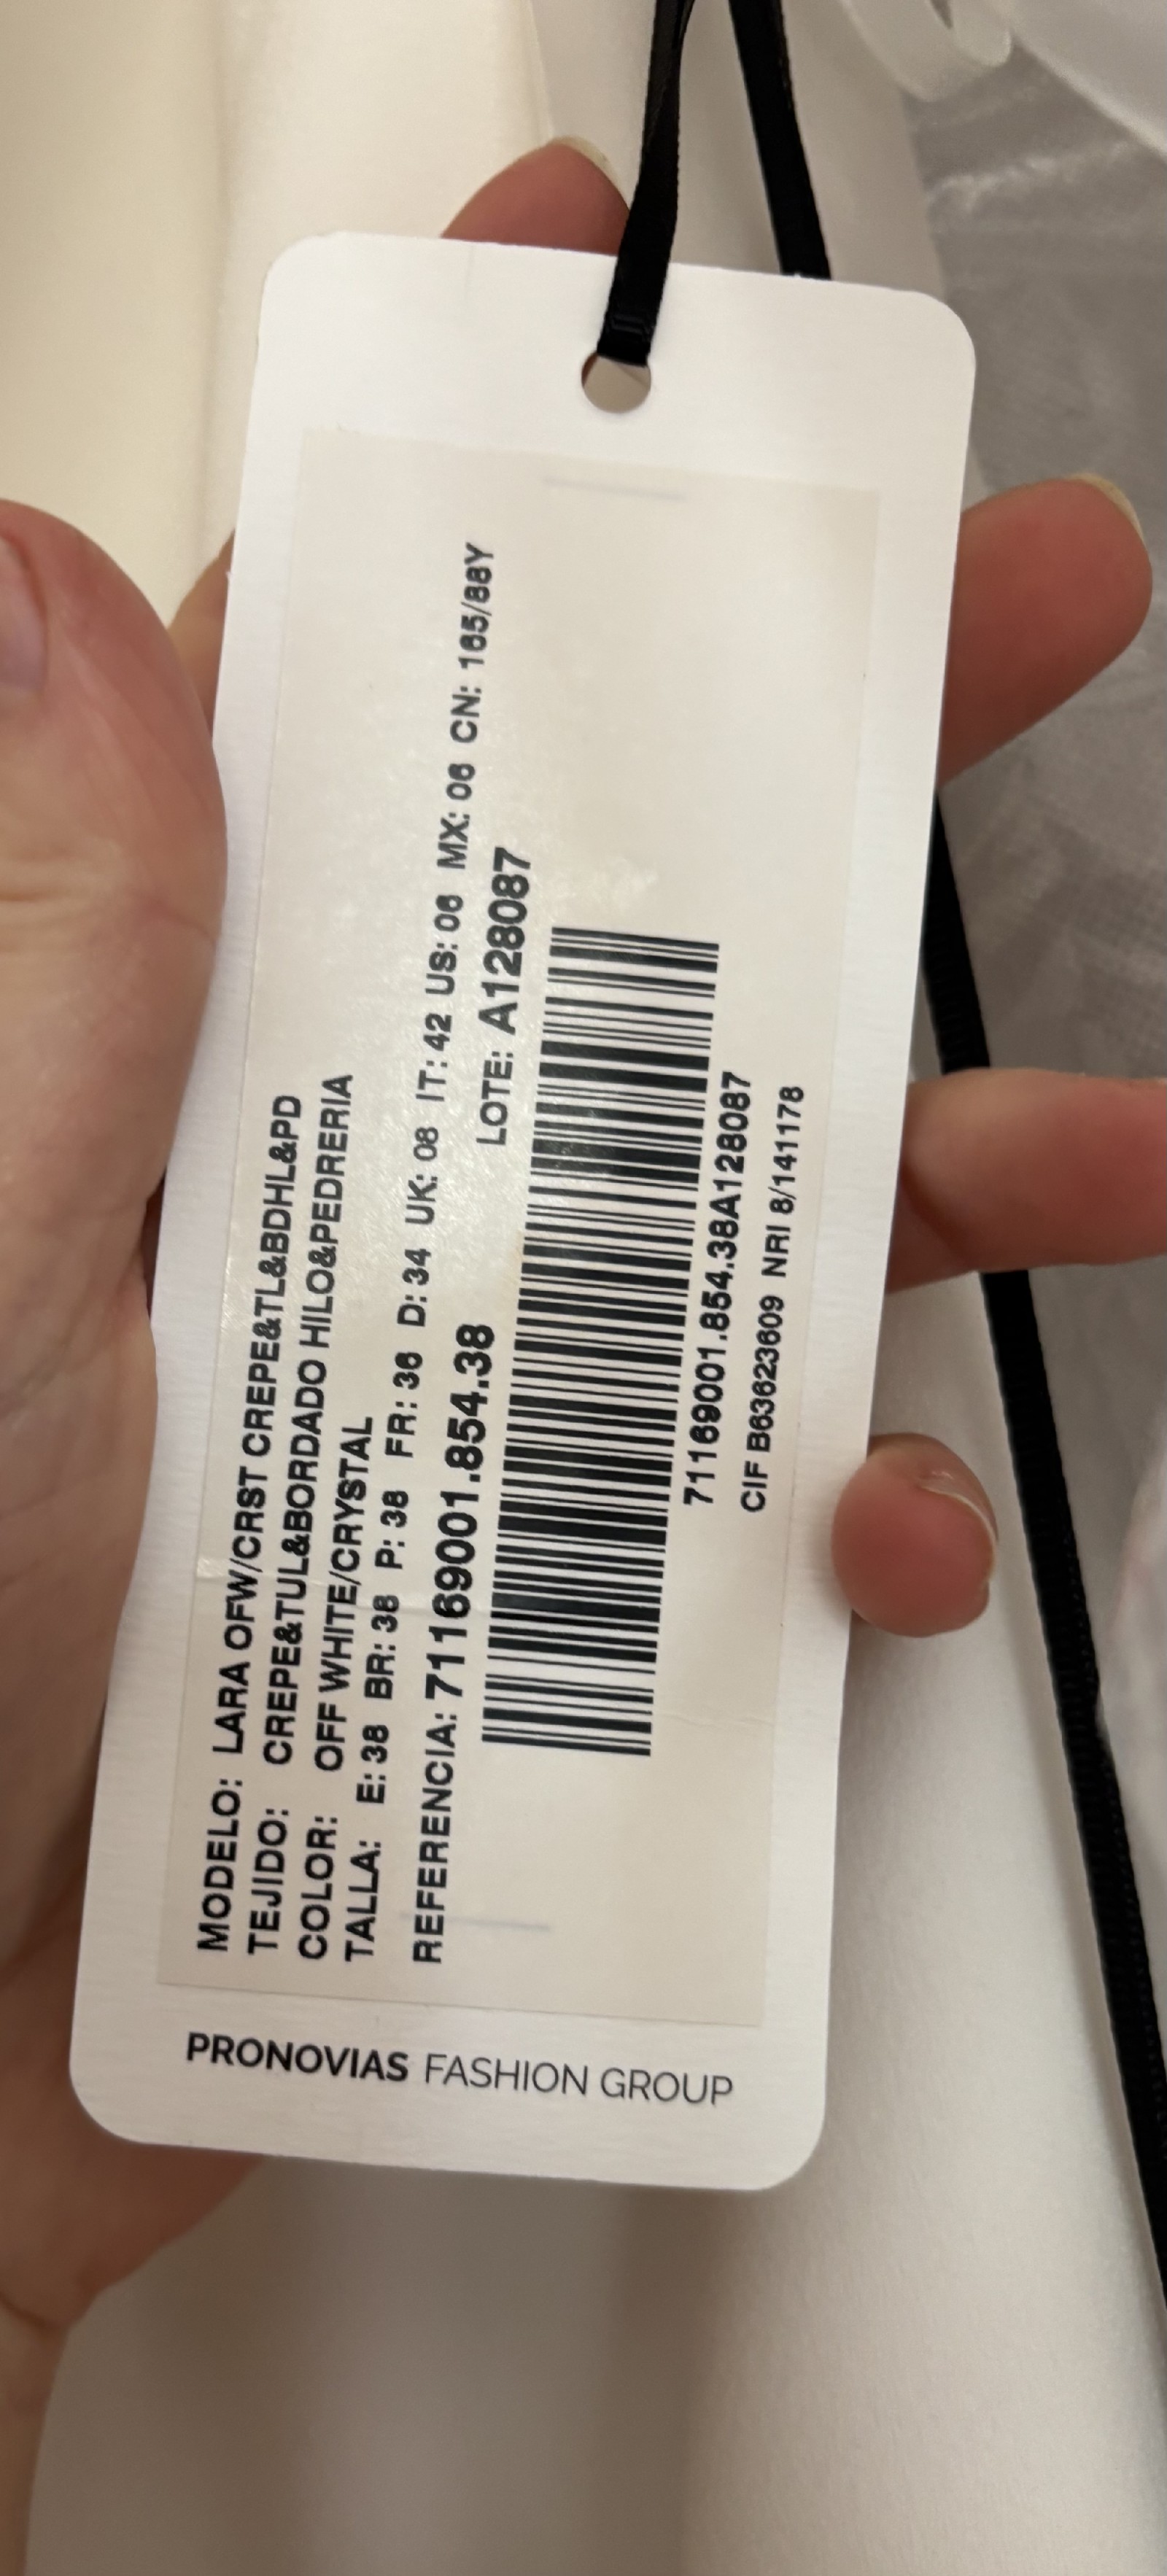 MODELO: LARA OFW/CRST CREPE&TL&BDHL&PD
TEJIDO: CREPE&TUL&BORDADO HILO&PEDRERIA
COLOR: OFF WHITE/CRYSTAL
TALLA: E: 38 BR: 38 P: 38 FR: 36 D: 34 UK: 08 IT: 42 US: 06 MX: 06 CN: 165/88Y
REFERENCIA: 71169001.854.38 LOTE: A128087
71169001.854.38A128087
CIF B63623609 NRI 8/141178
PRONOVIAS FASHION GROUP